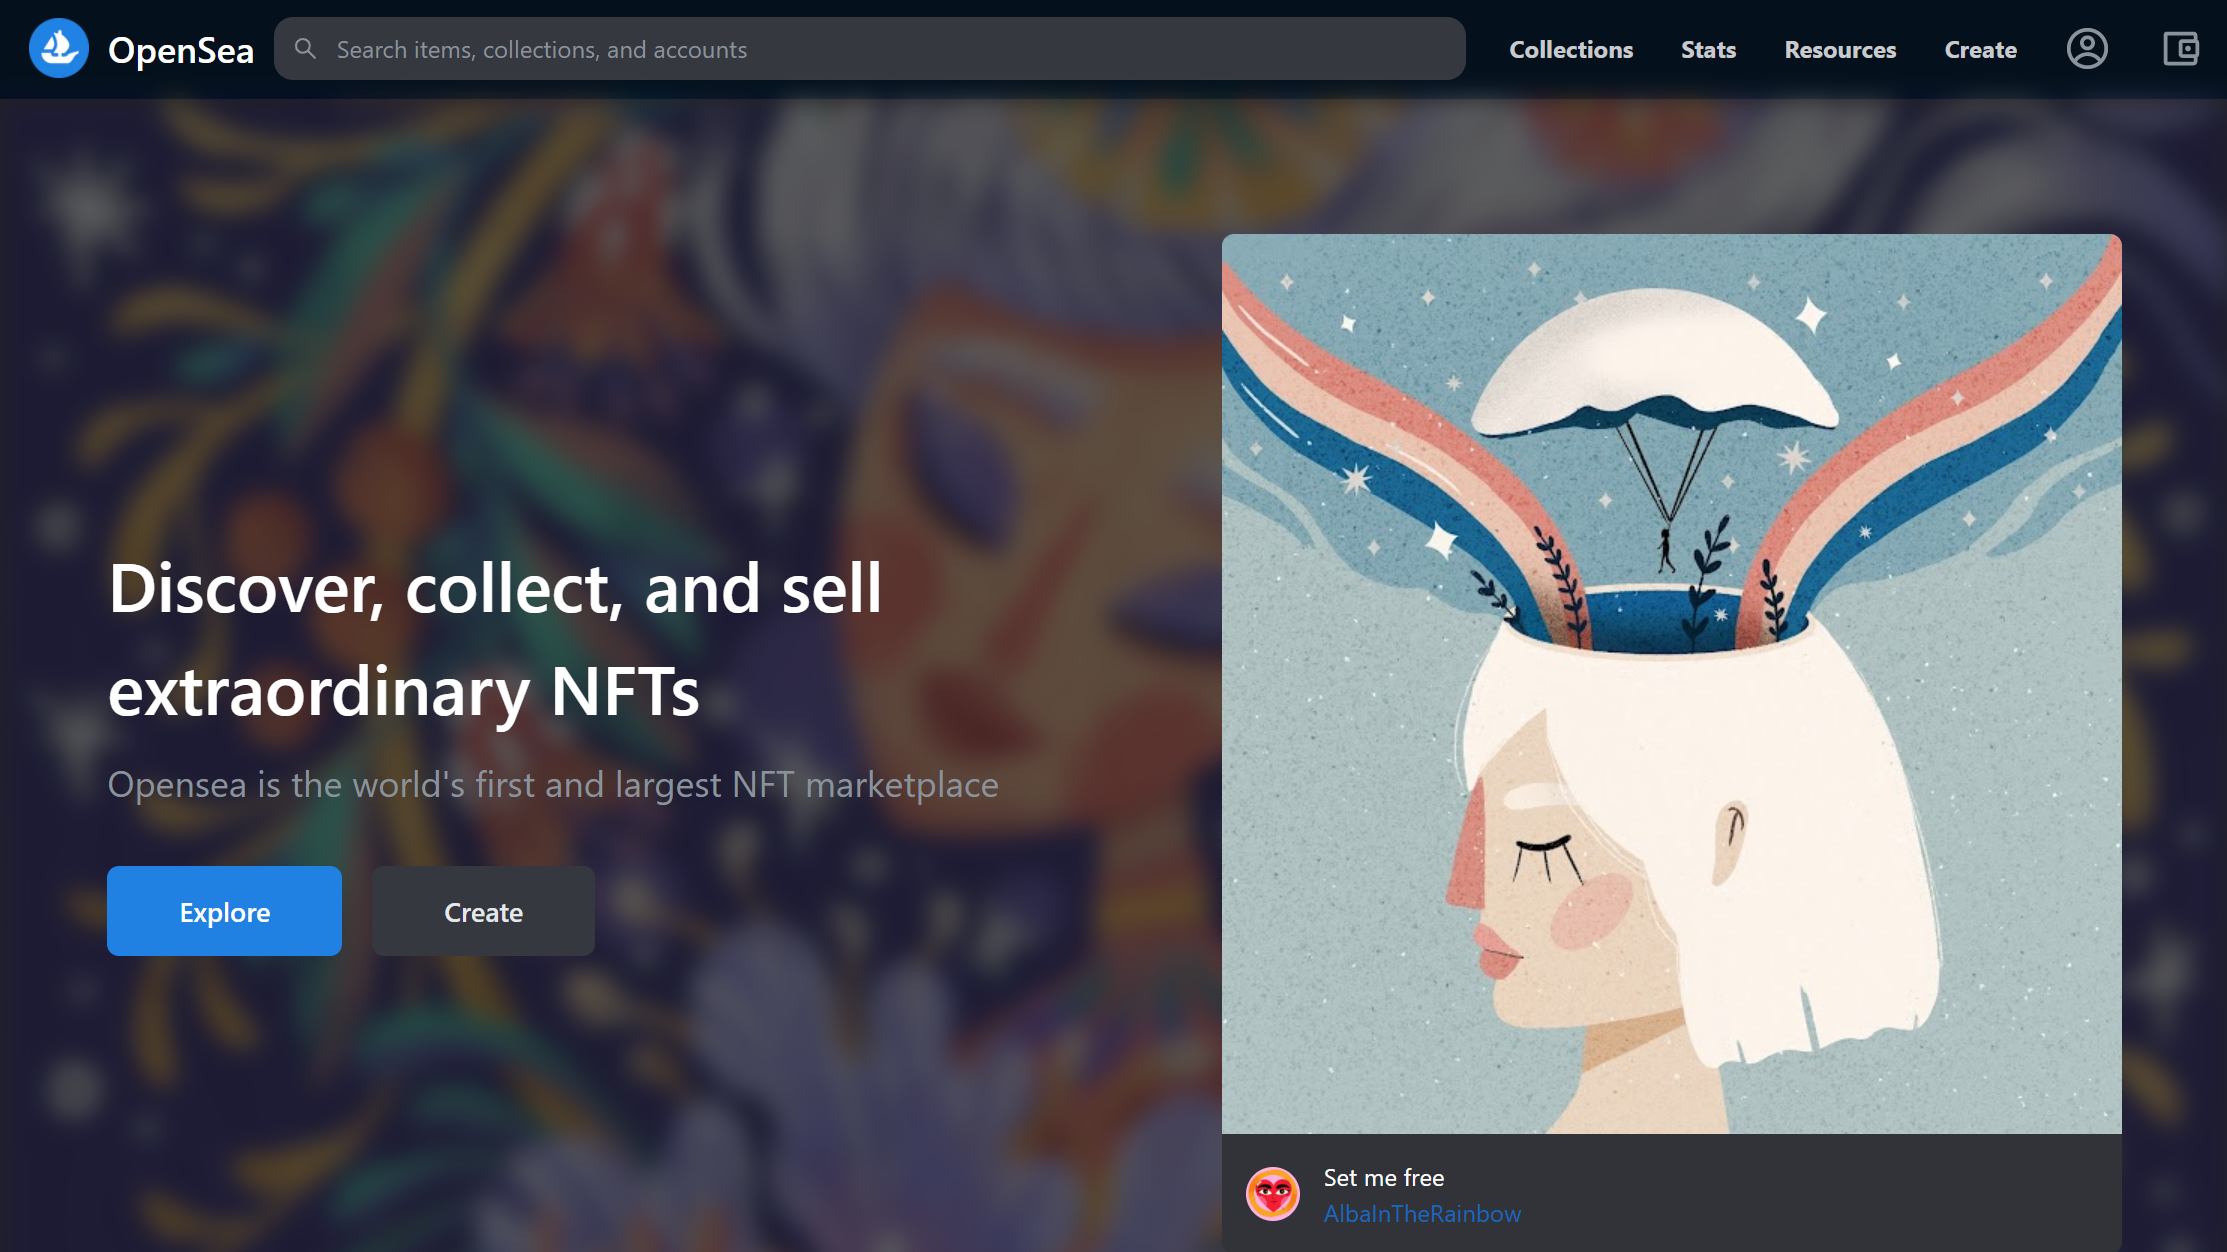 OpenSea
Search items, collections, and accounts
Collections
Stats
Resources
Create
Discover, collect, and sell
extraordinary NFTs
Opensea is the world's first and largest NFT marketplace
Explore
Create
Set me free
AlbaInTheRainbow